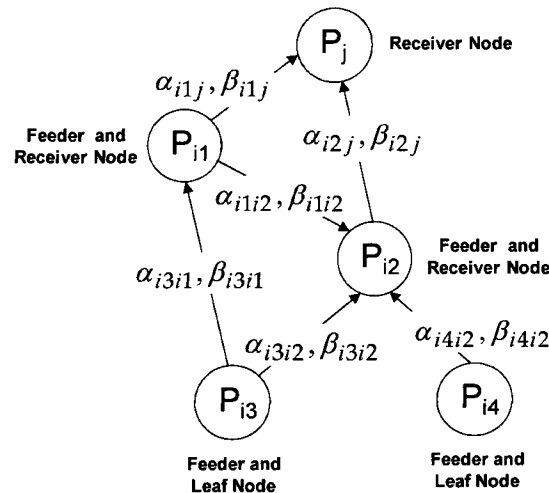 P_j
Receiver Node
α_{i1j}, β_{i1j}
Feeder and
Receiver Node
P_{i1}
α_{i2j}, β_{i2j}
α_{i1i2}, β_{i1i2}
P_{i2}
Feeder and
Receiver Node
α_{i3i1}, β_{i3i1}
α_{i3i2}, β_{i3i2}
α_{i4i2}, β_{i4i2}
P_{i3}
P_{i4}
Feeder and
Leaf Node
Feeder and
Leaf Node